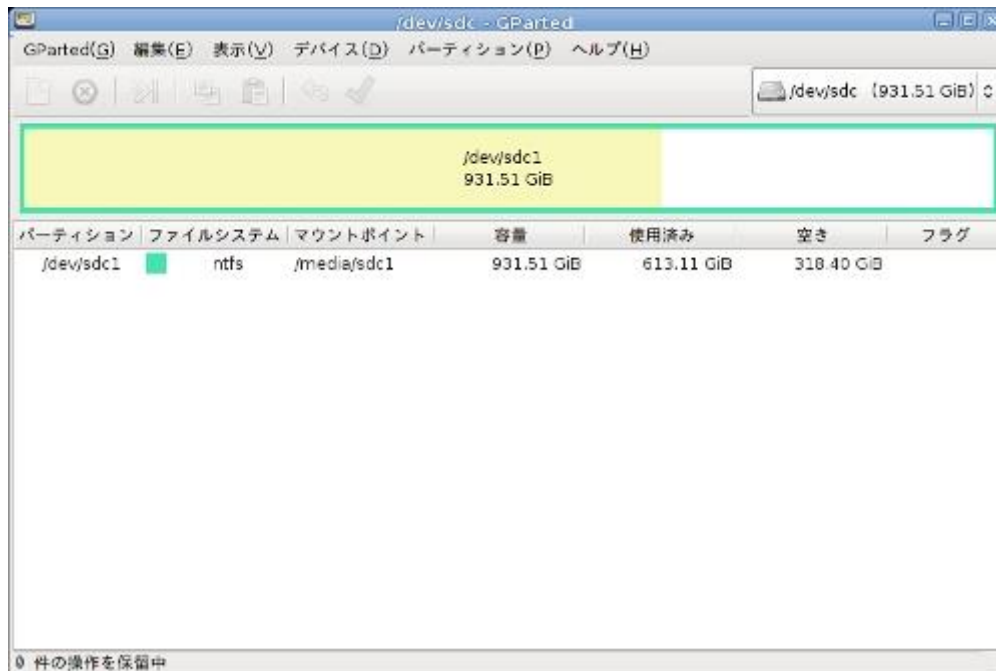 /dev/sdc - GParted
GParted(G) 編集(E) 表示(V) デバイス(D) パーティション(P) ヘルプ(H)
/dev/sdc (931.51 GiB)
/dev/sdc1
931.51 GiB
パーティション ファイルシステム マウントポイント 容量 使用済み 空き フラグ
/dev/sdc1 ntfs /media/sdc1 931.51 GiB 613.11 GiB 318.40 GiB
0 件の操作を保留中